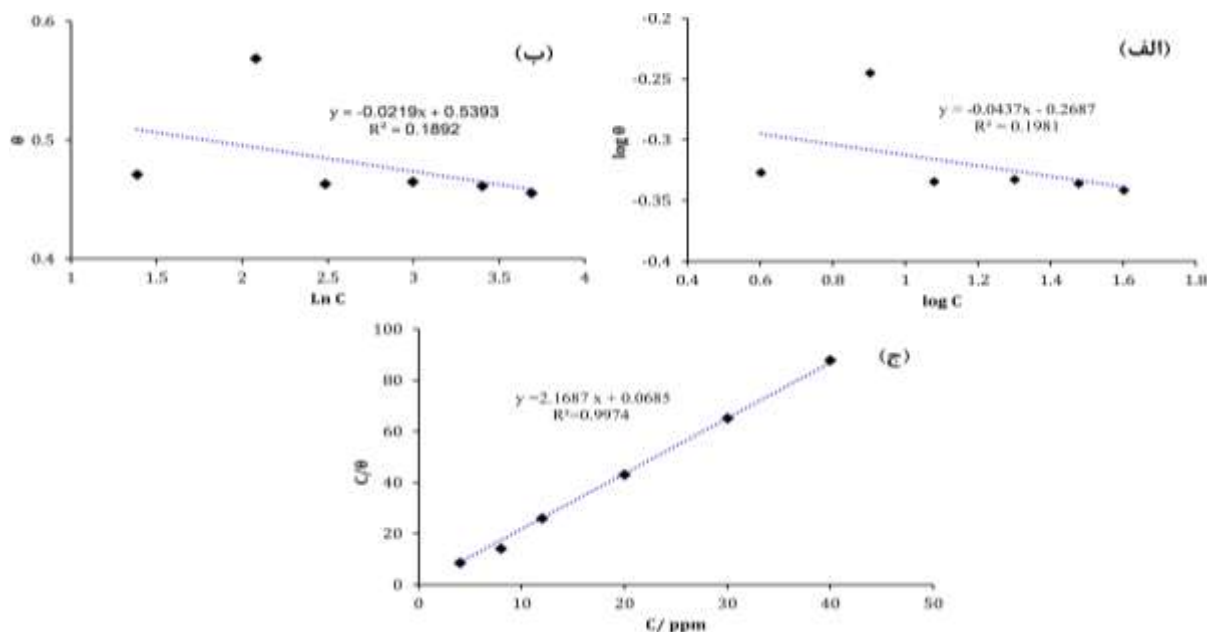 (ب)
0.6
0.5
0.4
θ
y = -0.0219x + 0.5393
R² = 0.1892
1 1.5 2 2.5 3 3.5 4
Ln C
(الف)
-0.2
-0.25
-0.3
-0.35
-0.4
log θ
y = -0.0437x - 0.2687
R² = 0.1981
0.4 0.6 0.8 1 1.2 1.4 1.6 1.8
log C
(ج)
100
80
60
40
20
0
C/θ
y =2.1687 x + 0.0685
R²=0.9974
0 10 20 30 40 50
C/ ppm